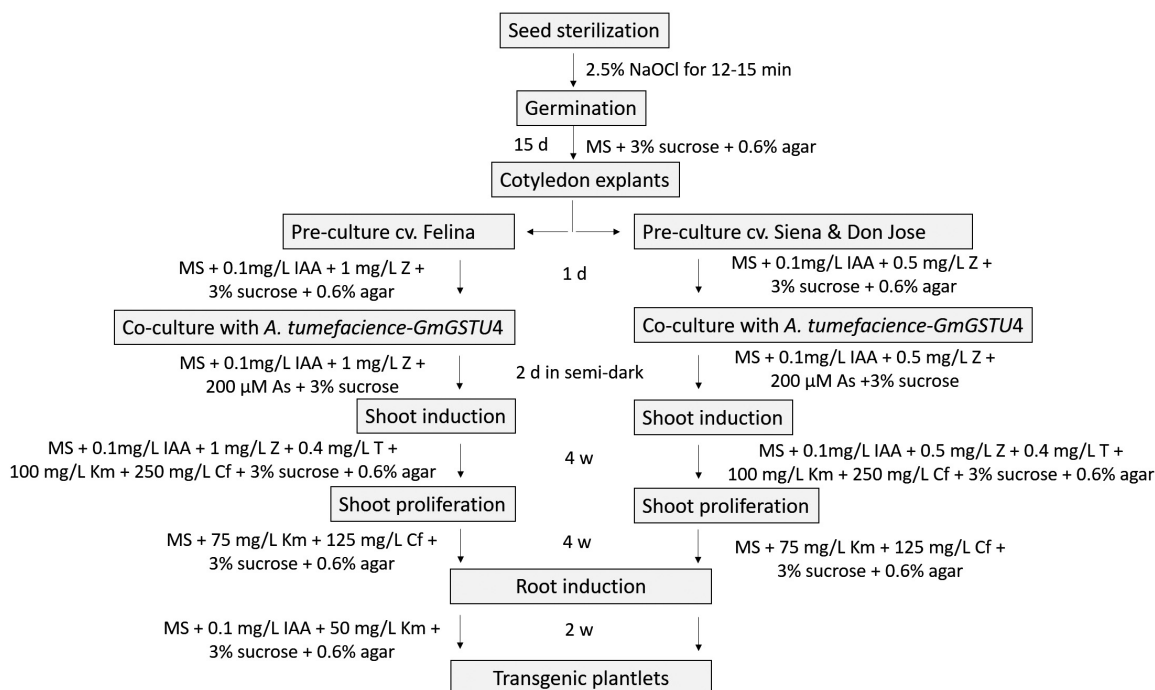 Seed sterilization
2.5% NaOCl for 12-15 min
Germination
15 d
MS + 3% sucrose + 0.6% agar
Cotyledon explants
Pre-culture cv. Felina
Pre-culture cv. Siena & Don Jose
MS + 0.1mg/L IAA + 1 mg/L Z +
3% sucrose + 0.6% agar
1 d
MS + 0.1mg/L IAA + 0.5 mg/L Z +
3% sucrose + 0.6% agar
Co-culture with A. tumefacience-GmGSTU4
Co-culture with A. tumefacience-GmGSTU4
MS + 0.1mg/L IAA + 1 mg/L Z +
200 µM As + 3% sucrose
2 d in semi-dark
MS + 0.1mg/L IAA + 0.5 mg/L Z +
200 µM As +3% sucrose
Shoot induction
Shoot induction
MS + 0.1mg/L IAA + 1 mg/L Z + 0.4 mg/L T +
100 mg/L Km + 250 mg/L Cf + 3% sucrose + 0.6% agar
4 w
MS + 0.1mg/L IAA + 0.5 mg/L Z + 0.4 mg/L T +
100 mg/L Km + 250 mg/L Cf + 3% sucrose + 0.6% agar
Shoot proliferation
Shoot proliferation
MS + 75 mg/L Km + 125 mg/L Cf +
3% sucrose + 0.6% agar
4 w
MS + 75 mg/L Km + 125 mg/L Cf +
3% sucrose + 0.6% agar
Root induction
MS + 0.1 mg/L IAA + 50 mg/L Km +
3% sucrose + 0.6% agar
2 w
Transgenic plantlets